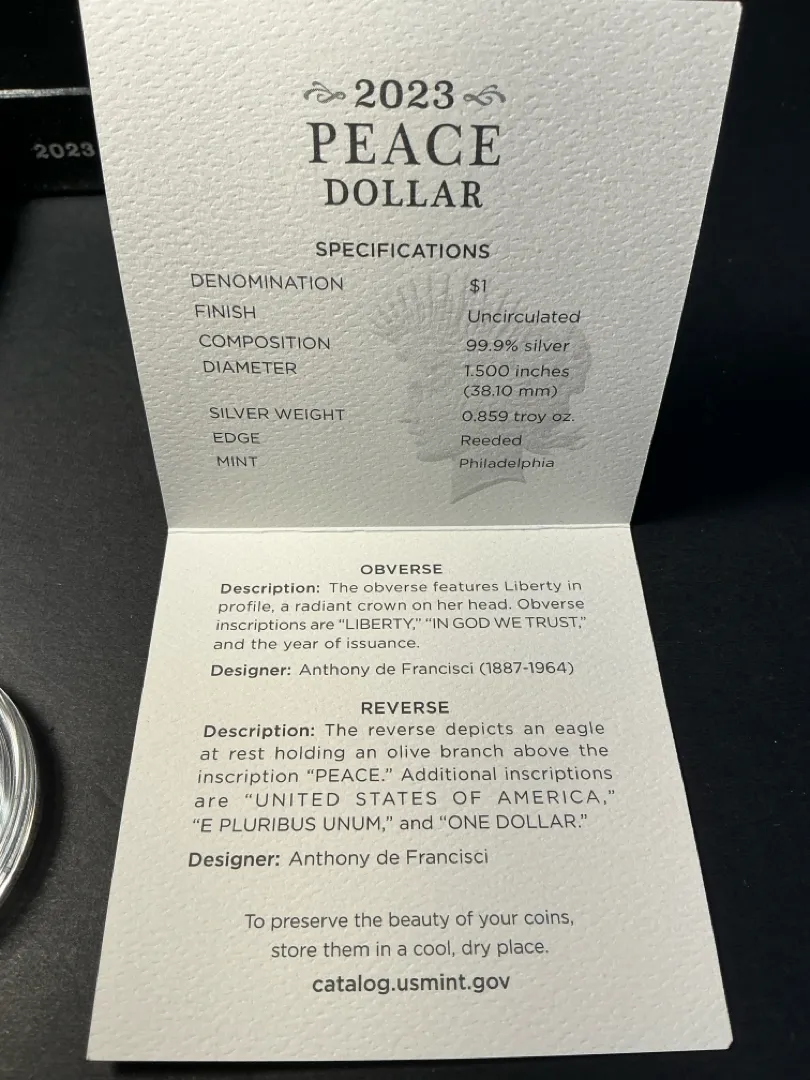 2023
2023
PEACE
DOLLAR
SPECIFICATIONS
DENOMINATION $1
FINISH Uncirculated
COMPOSITION 99.9% silver
DIAMETER 1.500 inches
(38.10 mm)
SILVER WEIGHT 0.859 troy oz.
EDGE Reeded
MINT Philadelphia
OBVERSE
Description: The obverse features Liberty in
profile, a radiant crown on her head. Obverse
inscriptions are “LIBERTY,” “IN GOD WE TRUST,”
and the year of issuance.
Designer: Anthony de Francisci (1887-1964)
REVERSE
Description: The reverse depicts an eagle
at rest holding an olive branch above the
inscription “PEACE.” Additional inscriptions
are “UNITED STATES OF AMERICA,”
“E PLURIBUS UNUM,” and “ONE DOLLAR.”
Designer: Anthony de Francisci
To preserve the beauty of your coins,
store them in a cool, dry place.
catalog.usmint.gov